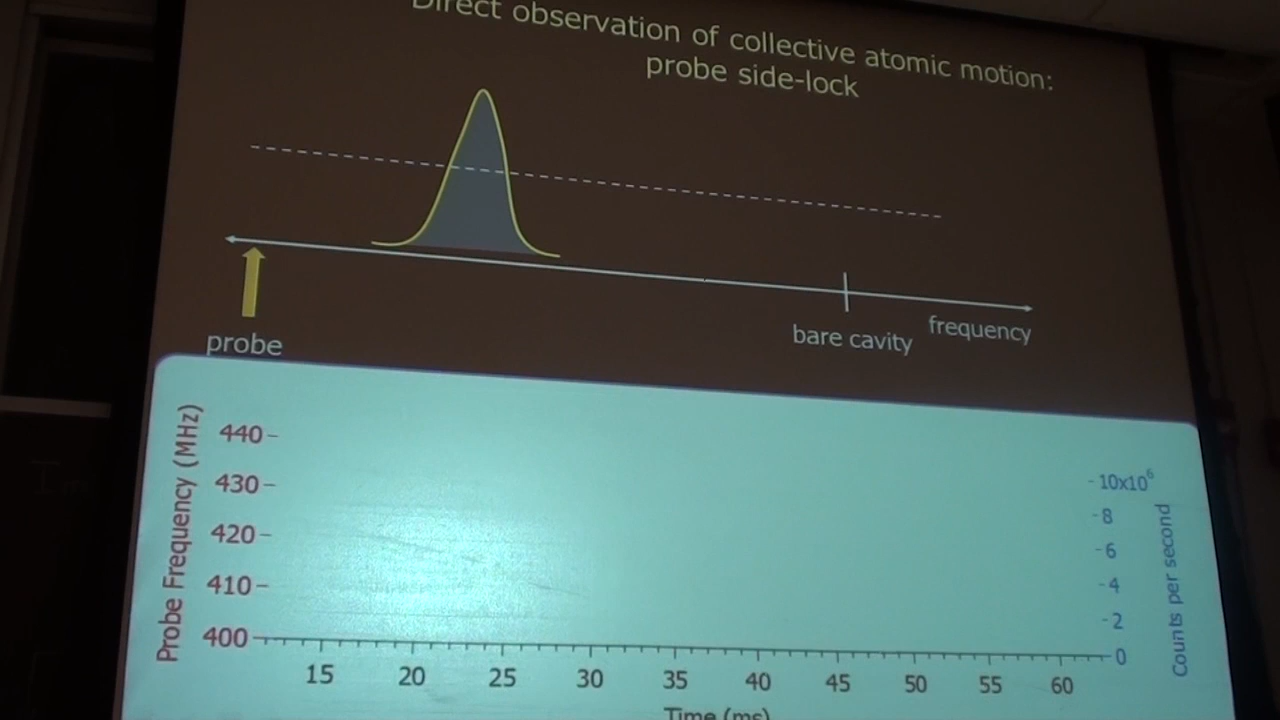 Direct observation of collective atomic motion:
probe side-lock
probe
bare cavity
frequency
Probe Frequency (MHz)
440
430
420
410
400
10x10⁶
8
6
4
2
0
Counts per second
15 20 25 30 35 40 45 50 55 60
Time (ms)